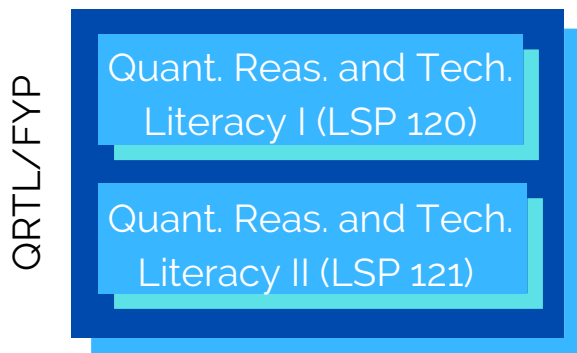 QRTL/FYP
Quant. Reas. and Tech.
Literacy I (LSP 120)
Quant. Reas. and Tech.
Literacy II (LSP 121)